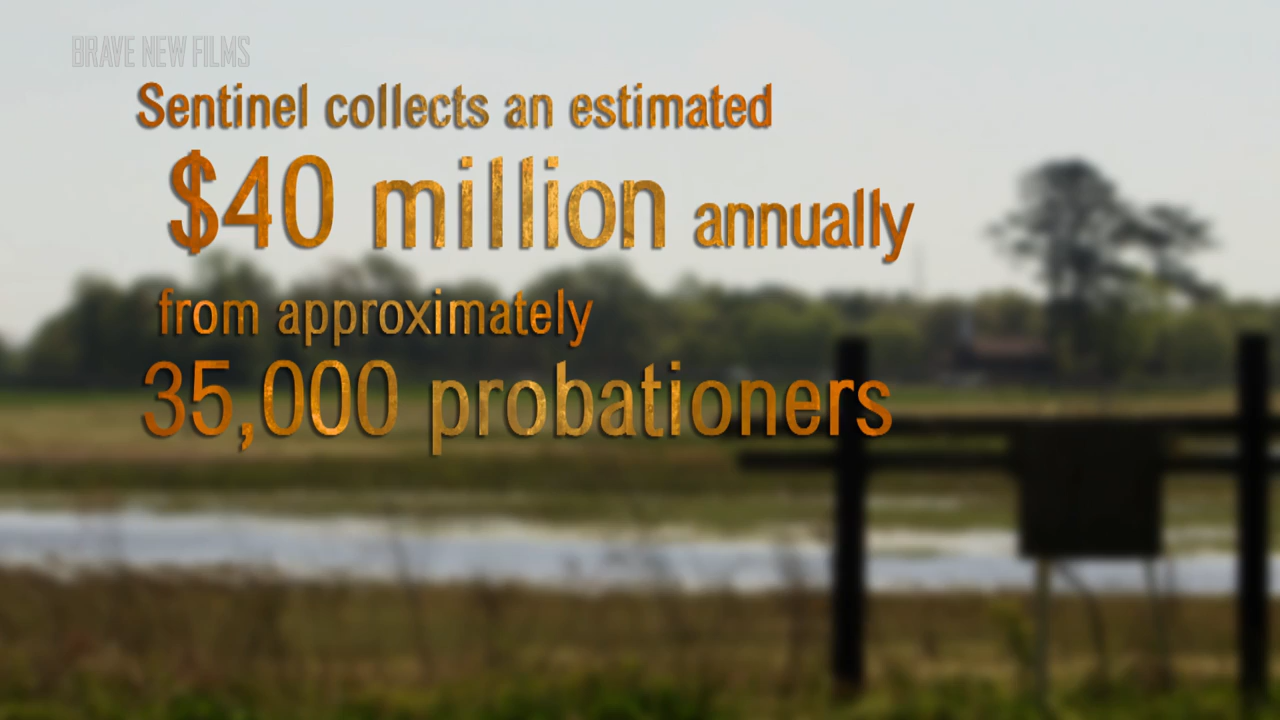 BRAVE NEW FILMS
Sentinel collects an estimated
$40 million annually
from approximately
35,000 probationers